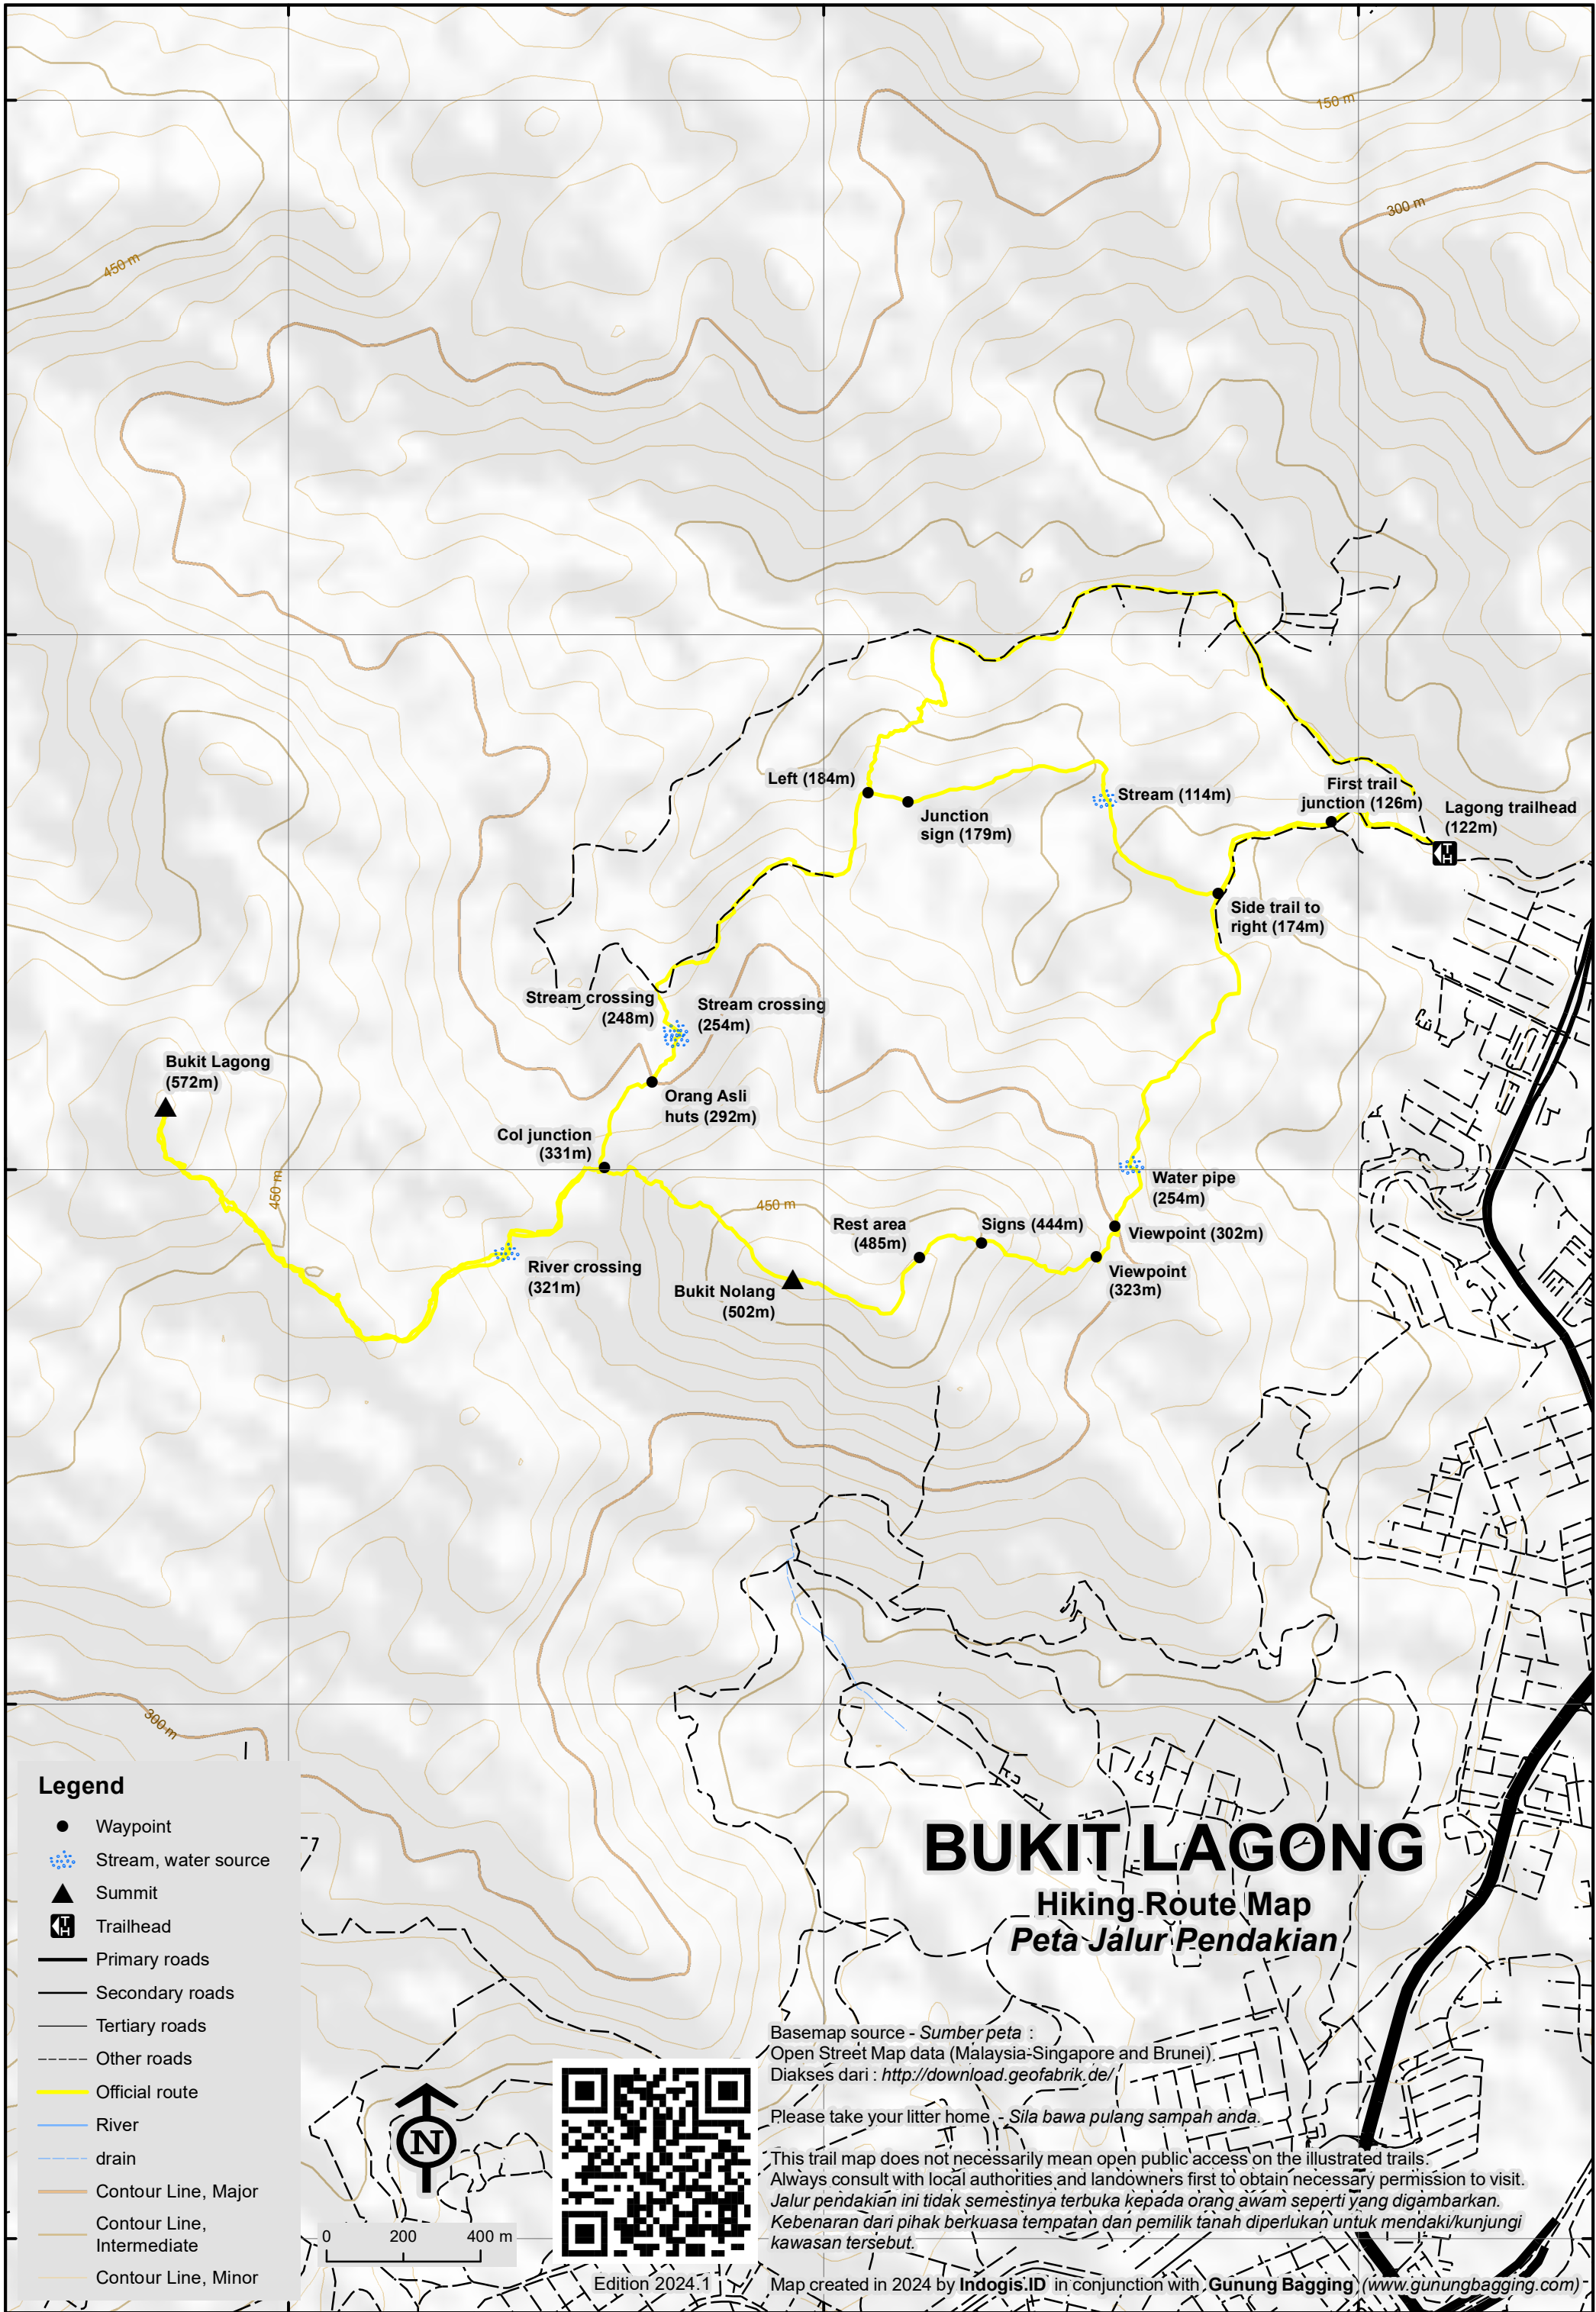 150 m
300 m
450 m
Left (184m)
Junction
sign (179m)
Stream (114m)
First trail
junction (126m)
Lagong trailhead
(122m)
TH
Side trail to
right (174m)
Stream crossing
(248m)
Stream crossing
(254m)
Bukit Lagong
(572m)
Orang Asli
huts (292m)
Col junction
(331m)
450 m
450 m
Water pipe
(254m)
Rest area
(485m)
Signs (444m)
Viewpoint (302m)
River crossing
(321m)
Bukit Nolang
(502m)
Viewpoint
(323m)
300 m
Legend
Waypoint
Stream, water source
Summit
TH
Trailhead
Primary roads
Secondary roads
Tertiary roads
Other roads
Official route
River
drain
Contour Line, Major
Contour Line,
Intermediate
Contour Line, Minor
N
0 200 400 m
BUKIT LAGONG
Hiking Route Map
Peta Jalur Pendakian
Basemap source - Sumber peta :
Open Street Map data (Malaysia-Singapore and Brunei)
Diakses dari : http://download.geofabrik.de/
Please take your litter home - Sila bawa pulang sampah anda.
This trail map does not necessarily mean open public access on the illustrated trails.
Always consult with local authorities and landowners first to obtain necessary permission to visit.
Jalur pendakian ini tidak semestinya terbuka kepada orang awam seperti yang digambarkan.
Kebenaran dari pihak berkuasa tempatan dan pemilik tanah diperlukan untuk mendaki/kunjungi
kawasan tersebut.
Edition 2024.1
Map created in 2024 by Indogis.ID in conjunction with Gunung Bagging (www.gunungbagging.com)